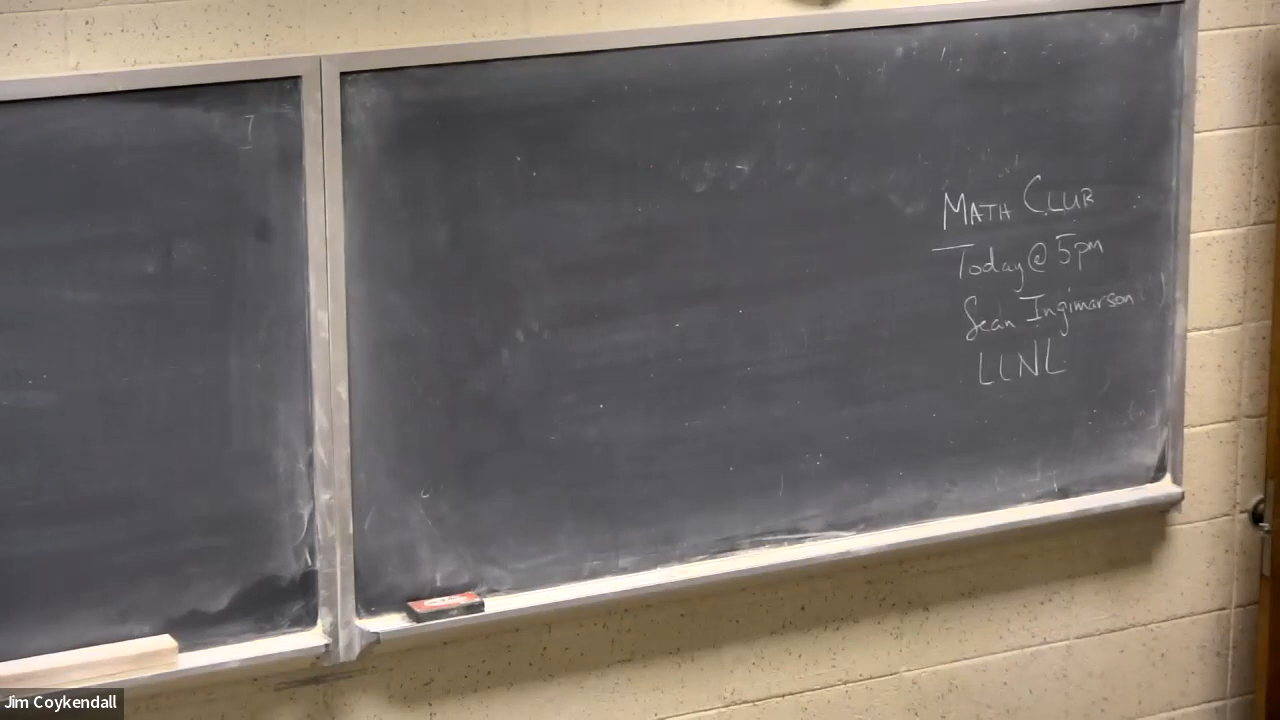 MATH CLUB
Today @ 5pm
Sean Ingimarson
LLNL
Jim Coykendall